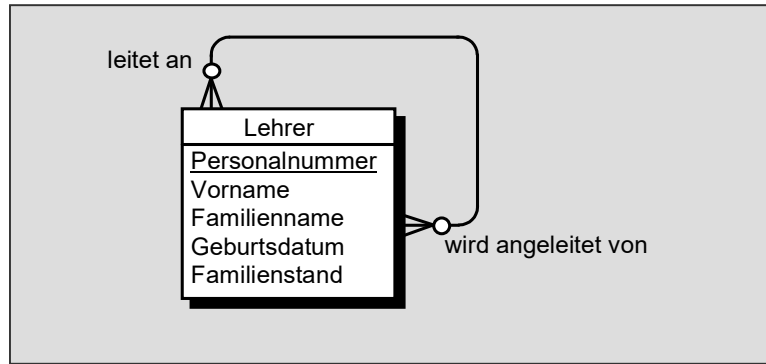 leitet an
Lehrer
Personalnummer
Vorname
Familienname
Geburtsdatum
wird angeleitet von
Familienstand